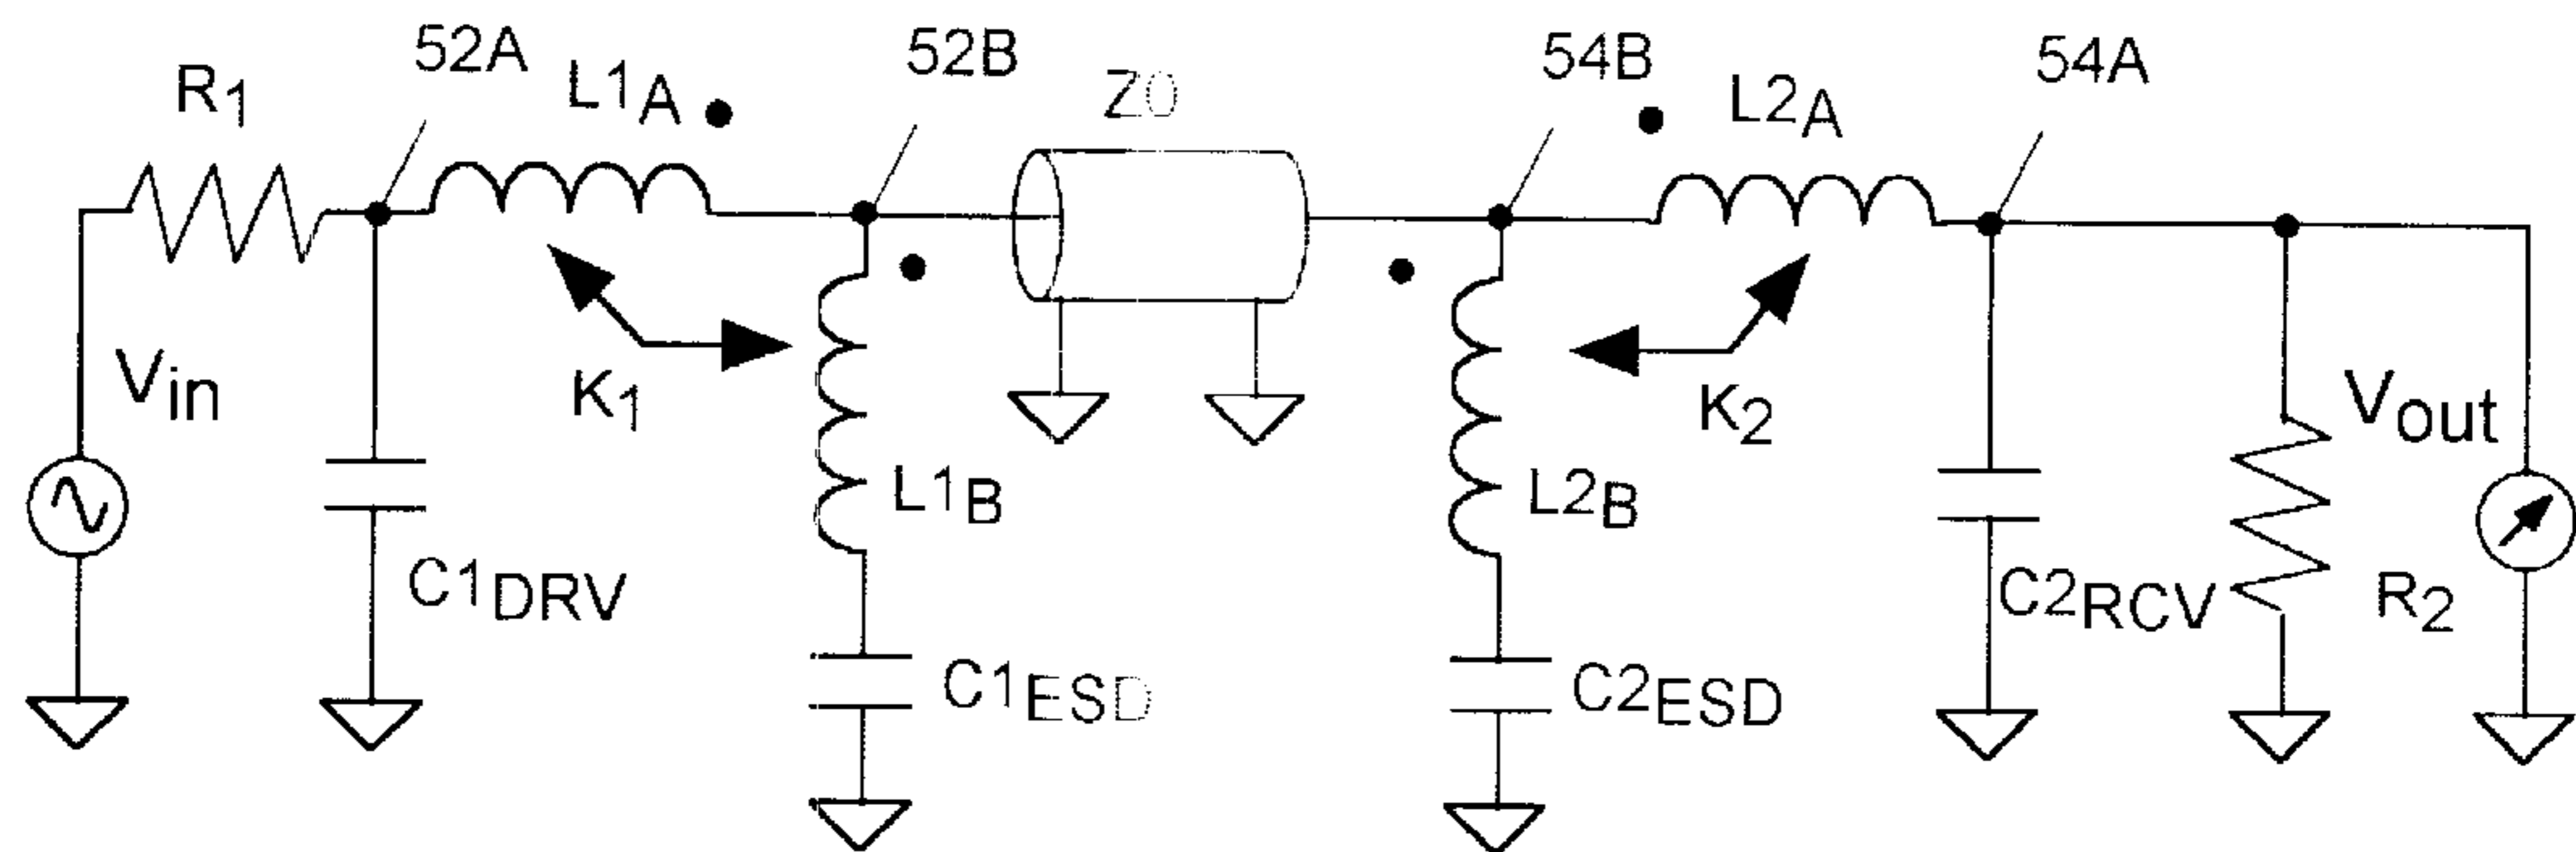 52A
52B
54B
54A
R1
L1A
Z0
L2A
Vin
K1
K2
Vout
L1B
L2B
C1DRV
C2RCV
R2
C1ESD
C2ESD